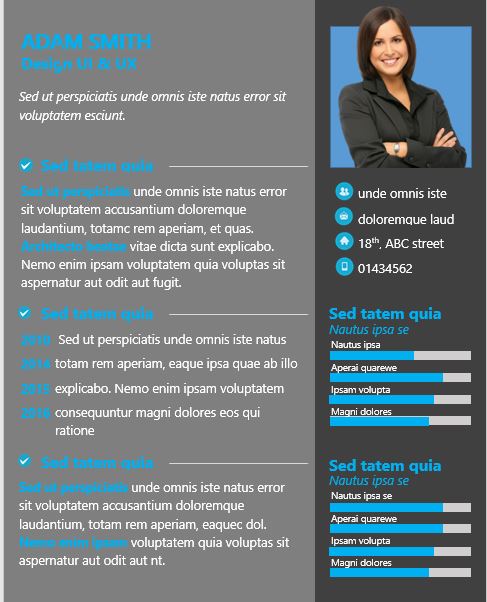 ADAM SMITH
Design UI & UX
Sed ut perspiciatis unde omnis iste natus error sit
voluptatem esciunt.
Sed tatem quia
Sed ut perspiciatis unde omnis iste natus error
sit voluptatem accusantium doloremque
laudantium, totamc rem aperiam, et quas.
Architecto beatae vitae dicta sunt explicabo.
Nemo enim ipsam voluptatem quia voluptas sit
aspernatur aut odit aut fugit.
Sed tatem quia
2010 Sed ut perspiciatis unde omnis iste natus
2014 totam rem aperiam, eaque ipsa quae ab illo
2015 explicabo. Nemo enim ipsam voluptatem
2016 consequuntur magni dolores eos qui
ratione
Sed tatem quia
Sed ut perspiciatis unde omnis iste natus error
sit voluptatem accusantium doloremque
laudantium, totam rem aperiam, eaquec dol.
Nemo enim ipsam voluptatem quia voluptas sit
aspernatur aut odit aut nt.
unde omnis iste
doloremque laud
18th, ABC street
01434562
Sed tatem quia
Nautus ipsa se
Nautus ipsa
Aperai quarewe
Ipsam volupta
Magni dolores
Sed tatem quia
Nautus ipsa se
Nautus ipsa se
Aperai quarewe
Ipsam volupta
Magni dolores